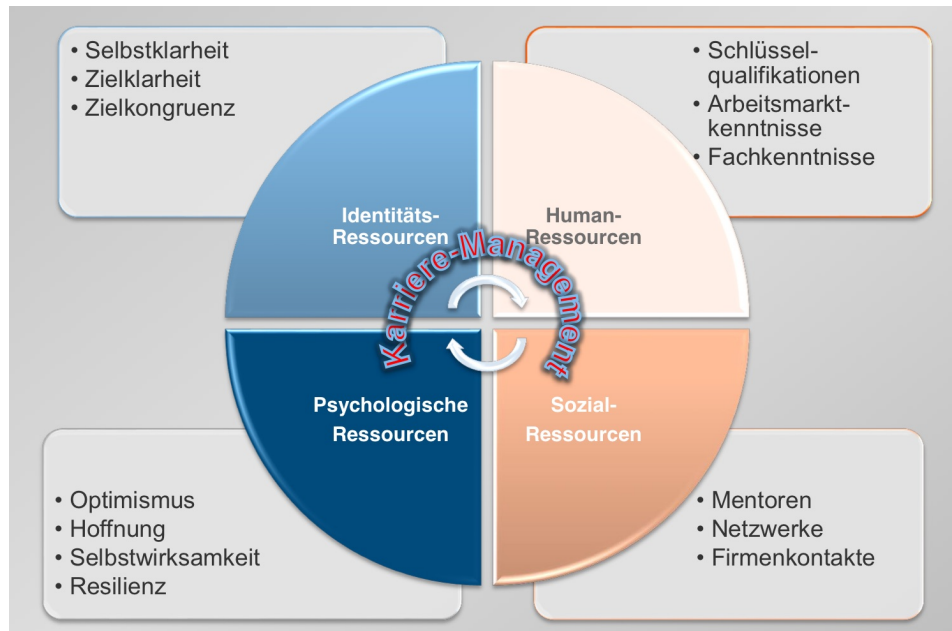 • Selbstklarheit
• Zielklarheit
• Zielkongruenz
• Schlüssel-
qualifikationen
• Arbeitsmarkt-
kenntnisse
• Fachkenntnisse
Identitäts-
Ressourcen
Human-
Ressourcen
Karriere-Management
Psychologische
Ressourcen
Sozial-
Ressourcen
• Optimismus
• Hoffnung
• Selbstwirksamkeit
• Resilienz
• Mentoren
• Netzwerke
• Firmenkontakte